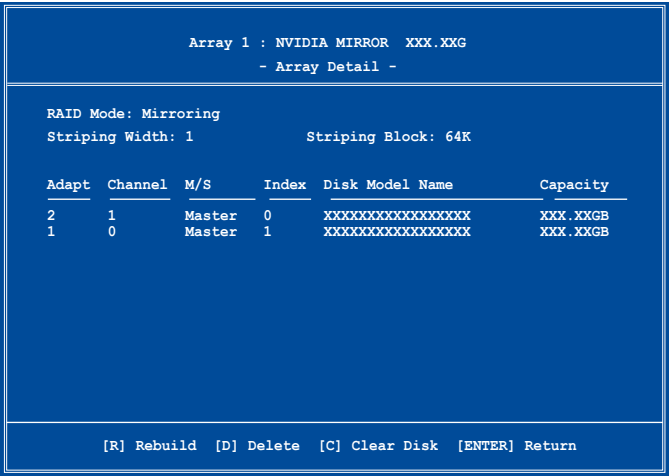 Array 1 : NVIDIA MIRROR XXX.XXG
- Array Detail -
RAID Mode: Mirroring
Striping Width: 1 Striping Block: 64K
Adapt Channel M/S Index Disk Model Name Capacity
2 1 Master 0 XXXXXXXXXXXXXXXXX XXX.XXGB
1 0 Master 1 XXXXXXXXXXXXXXXXX XXX.XXGB
[R] Rebuild [D] Delete [C] Clear Disk [ENTER] Return